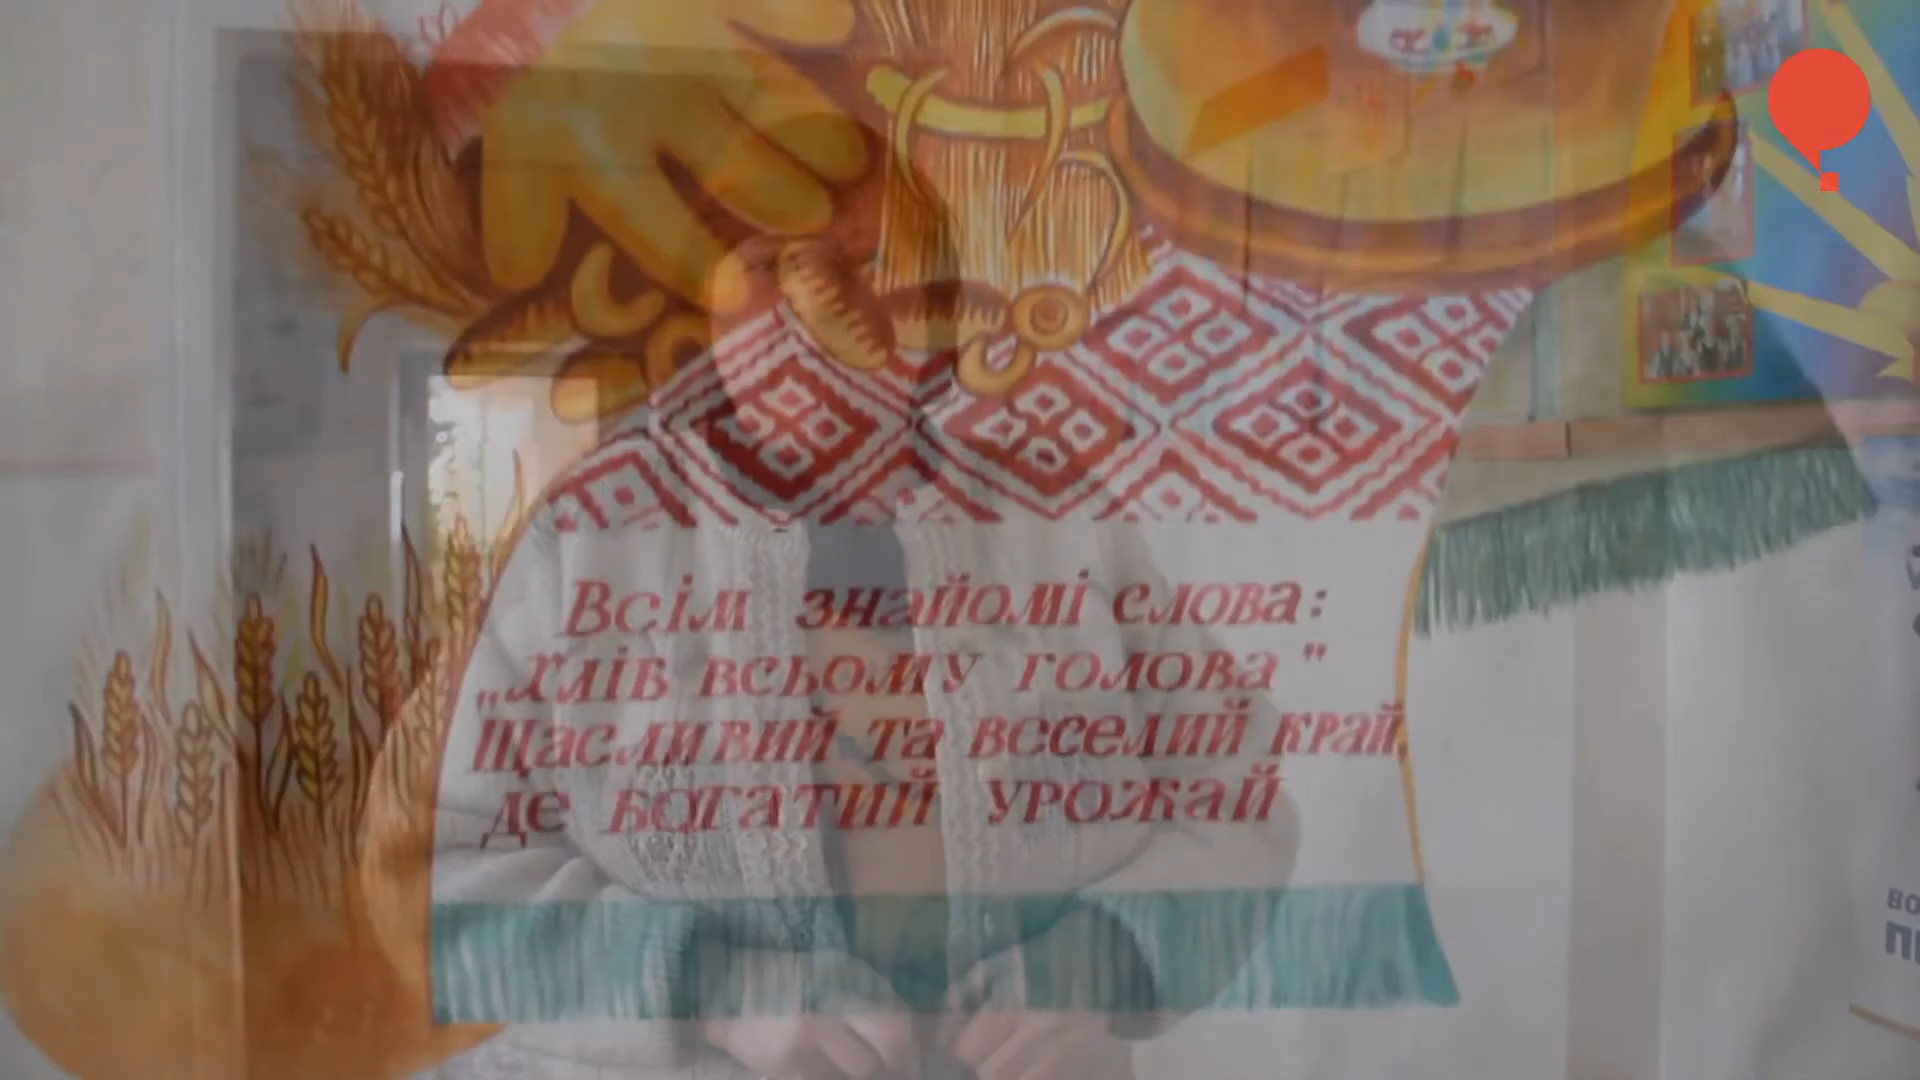 Всім знайомі слова:
„Хліб всьому голова"
Щасливий та веселий край,
де богатий урожай